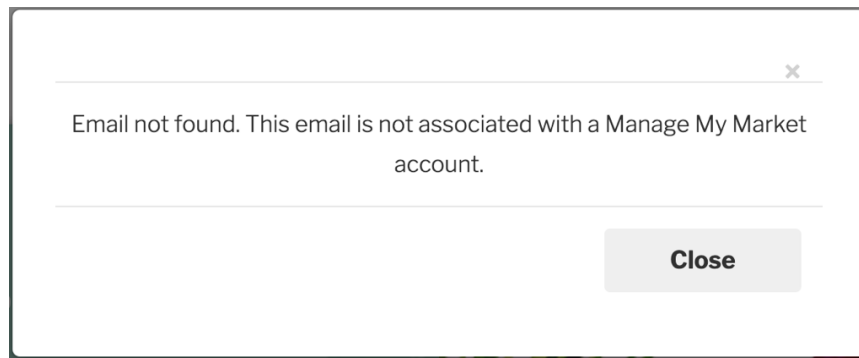 ×
Email not found. This email is not associated with a Manage My Market
account.
Close